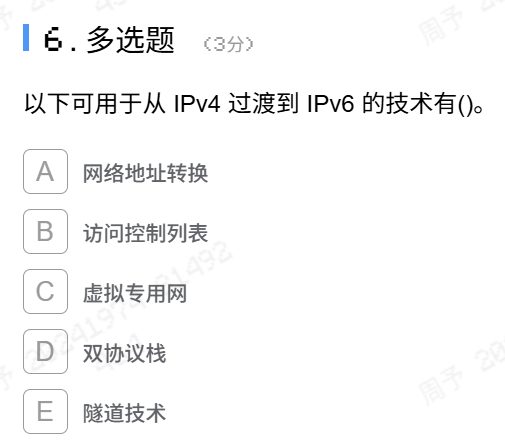 6. 多选题 (3分)
以下可用于从 IPv4 过渡到 IPv6 的技术有()。
A 网络地址转换
B 访问控制列表
C 虚拟专用网
D 双协议栈
E 隧道技术